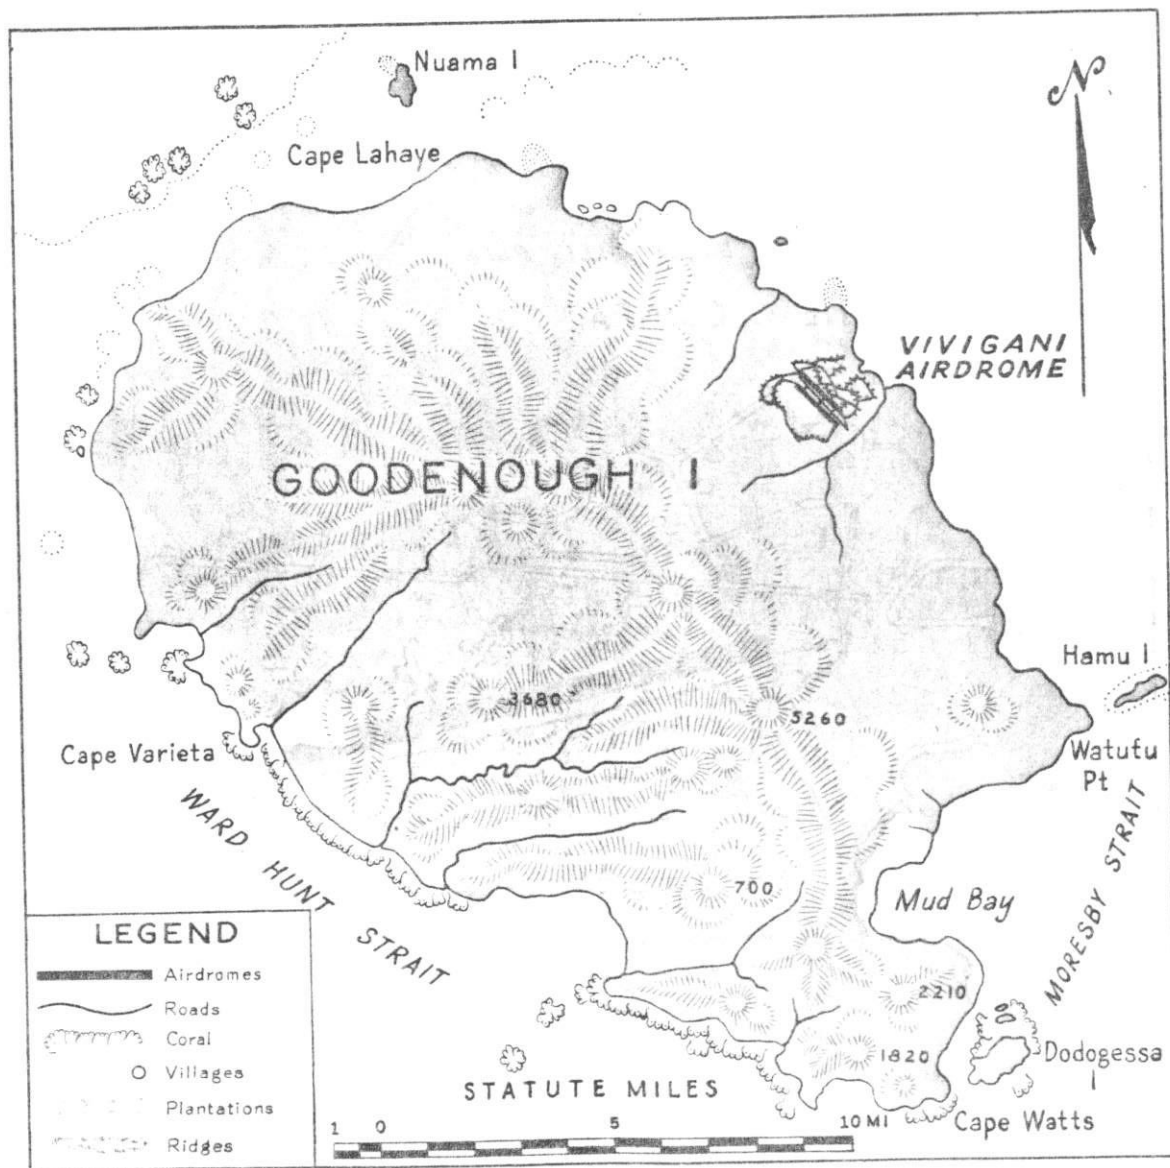 Nuama I
N
Cape Lahaye
VIVIGANI
AIRDROME
GOODENOUGH I
Hamu I
3680
5260
Cape Varieta
Watufu
Pt
WARD HUNT STRAIT
700
Mud Bay
MORESBY STRAIT
2210
1820
Dodogessa
I
Cape Watts
LEGEND
Airdromes
Roads
Coral
Villages
Plantations
Ridges
STATUTE MILES
1 0 5 10 MI